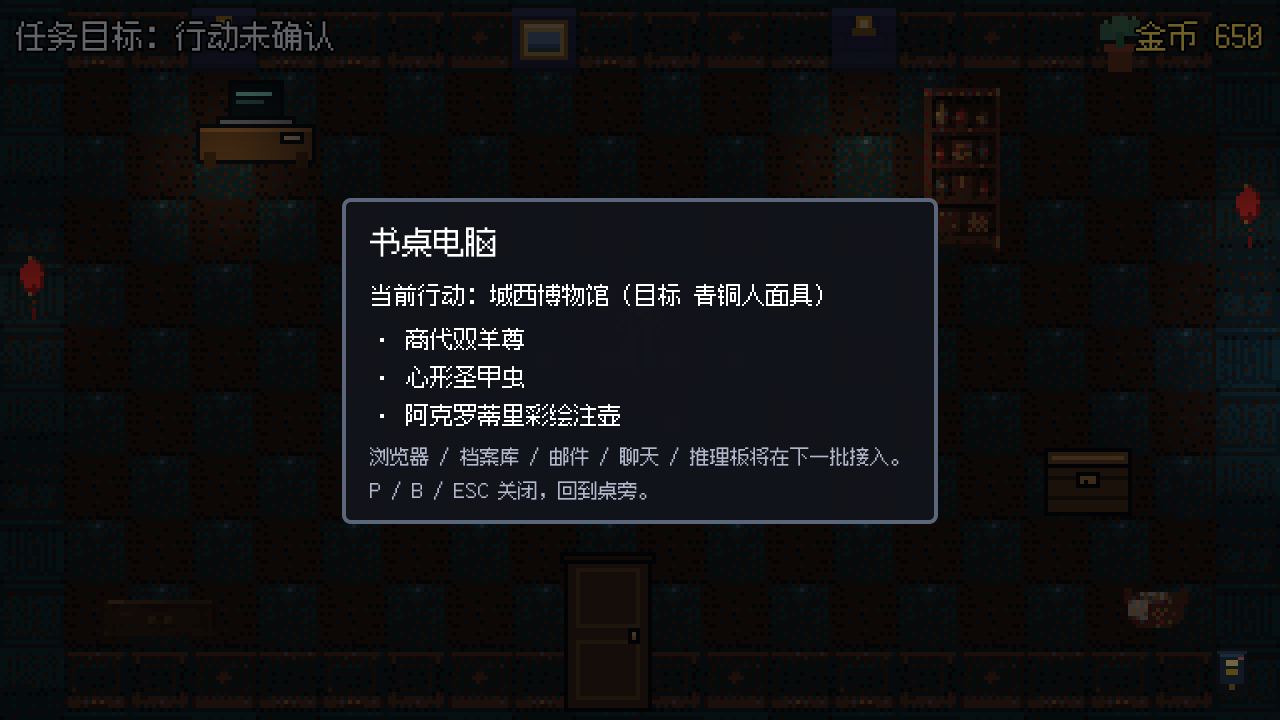 任务目标：行动未确认
金币 650
书桌电脑
当前行动：城西博物馆（目标 青铜人面具）
· 商代双羊尊
· 心形圣甲虫
· 阿克罗蒂里彩绘注壶
浏览器 / 档案库 / 邮件 / 聊天 / 推理板将在下一批接入。
P / B / ESC 关闭，回到桌旁。